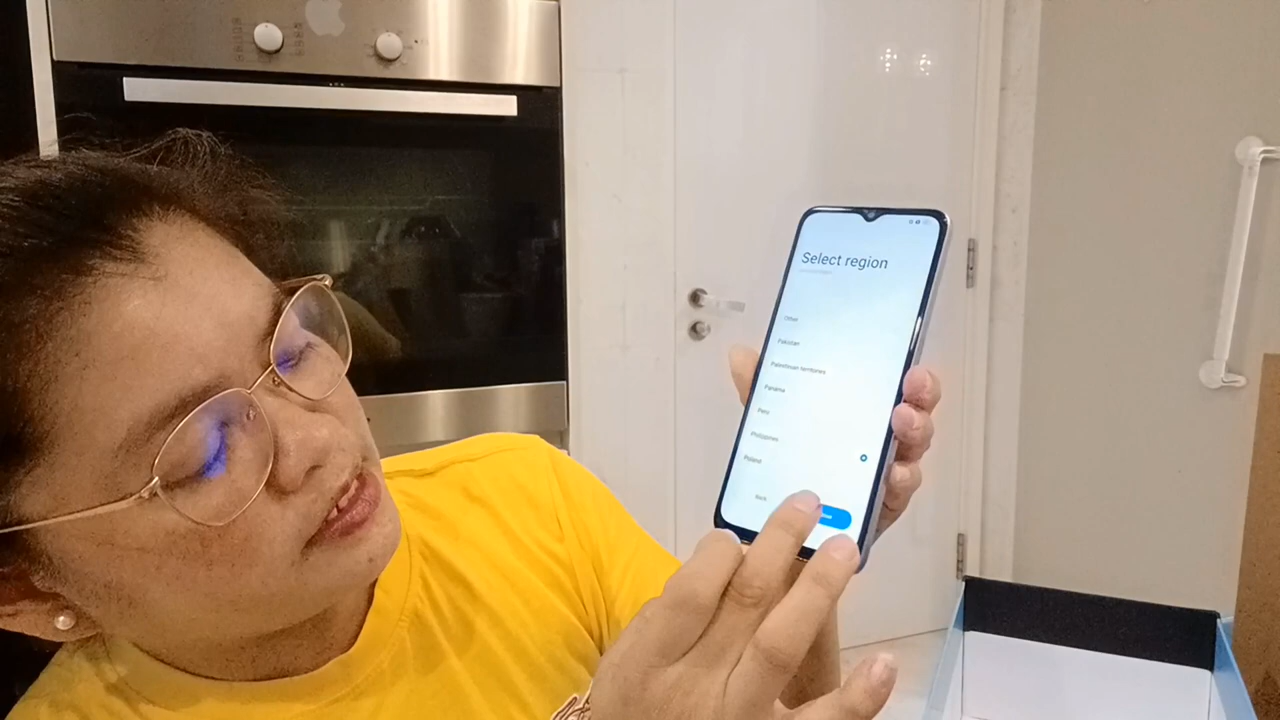 Select region
Other
Pakistan
Palestinian territories
Panama
Peru
Philippines
Poland
Back